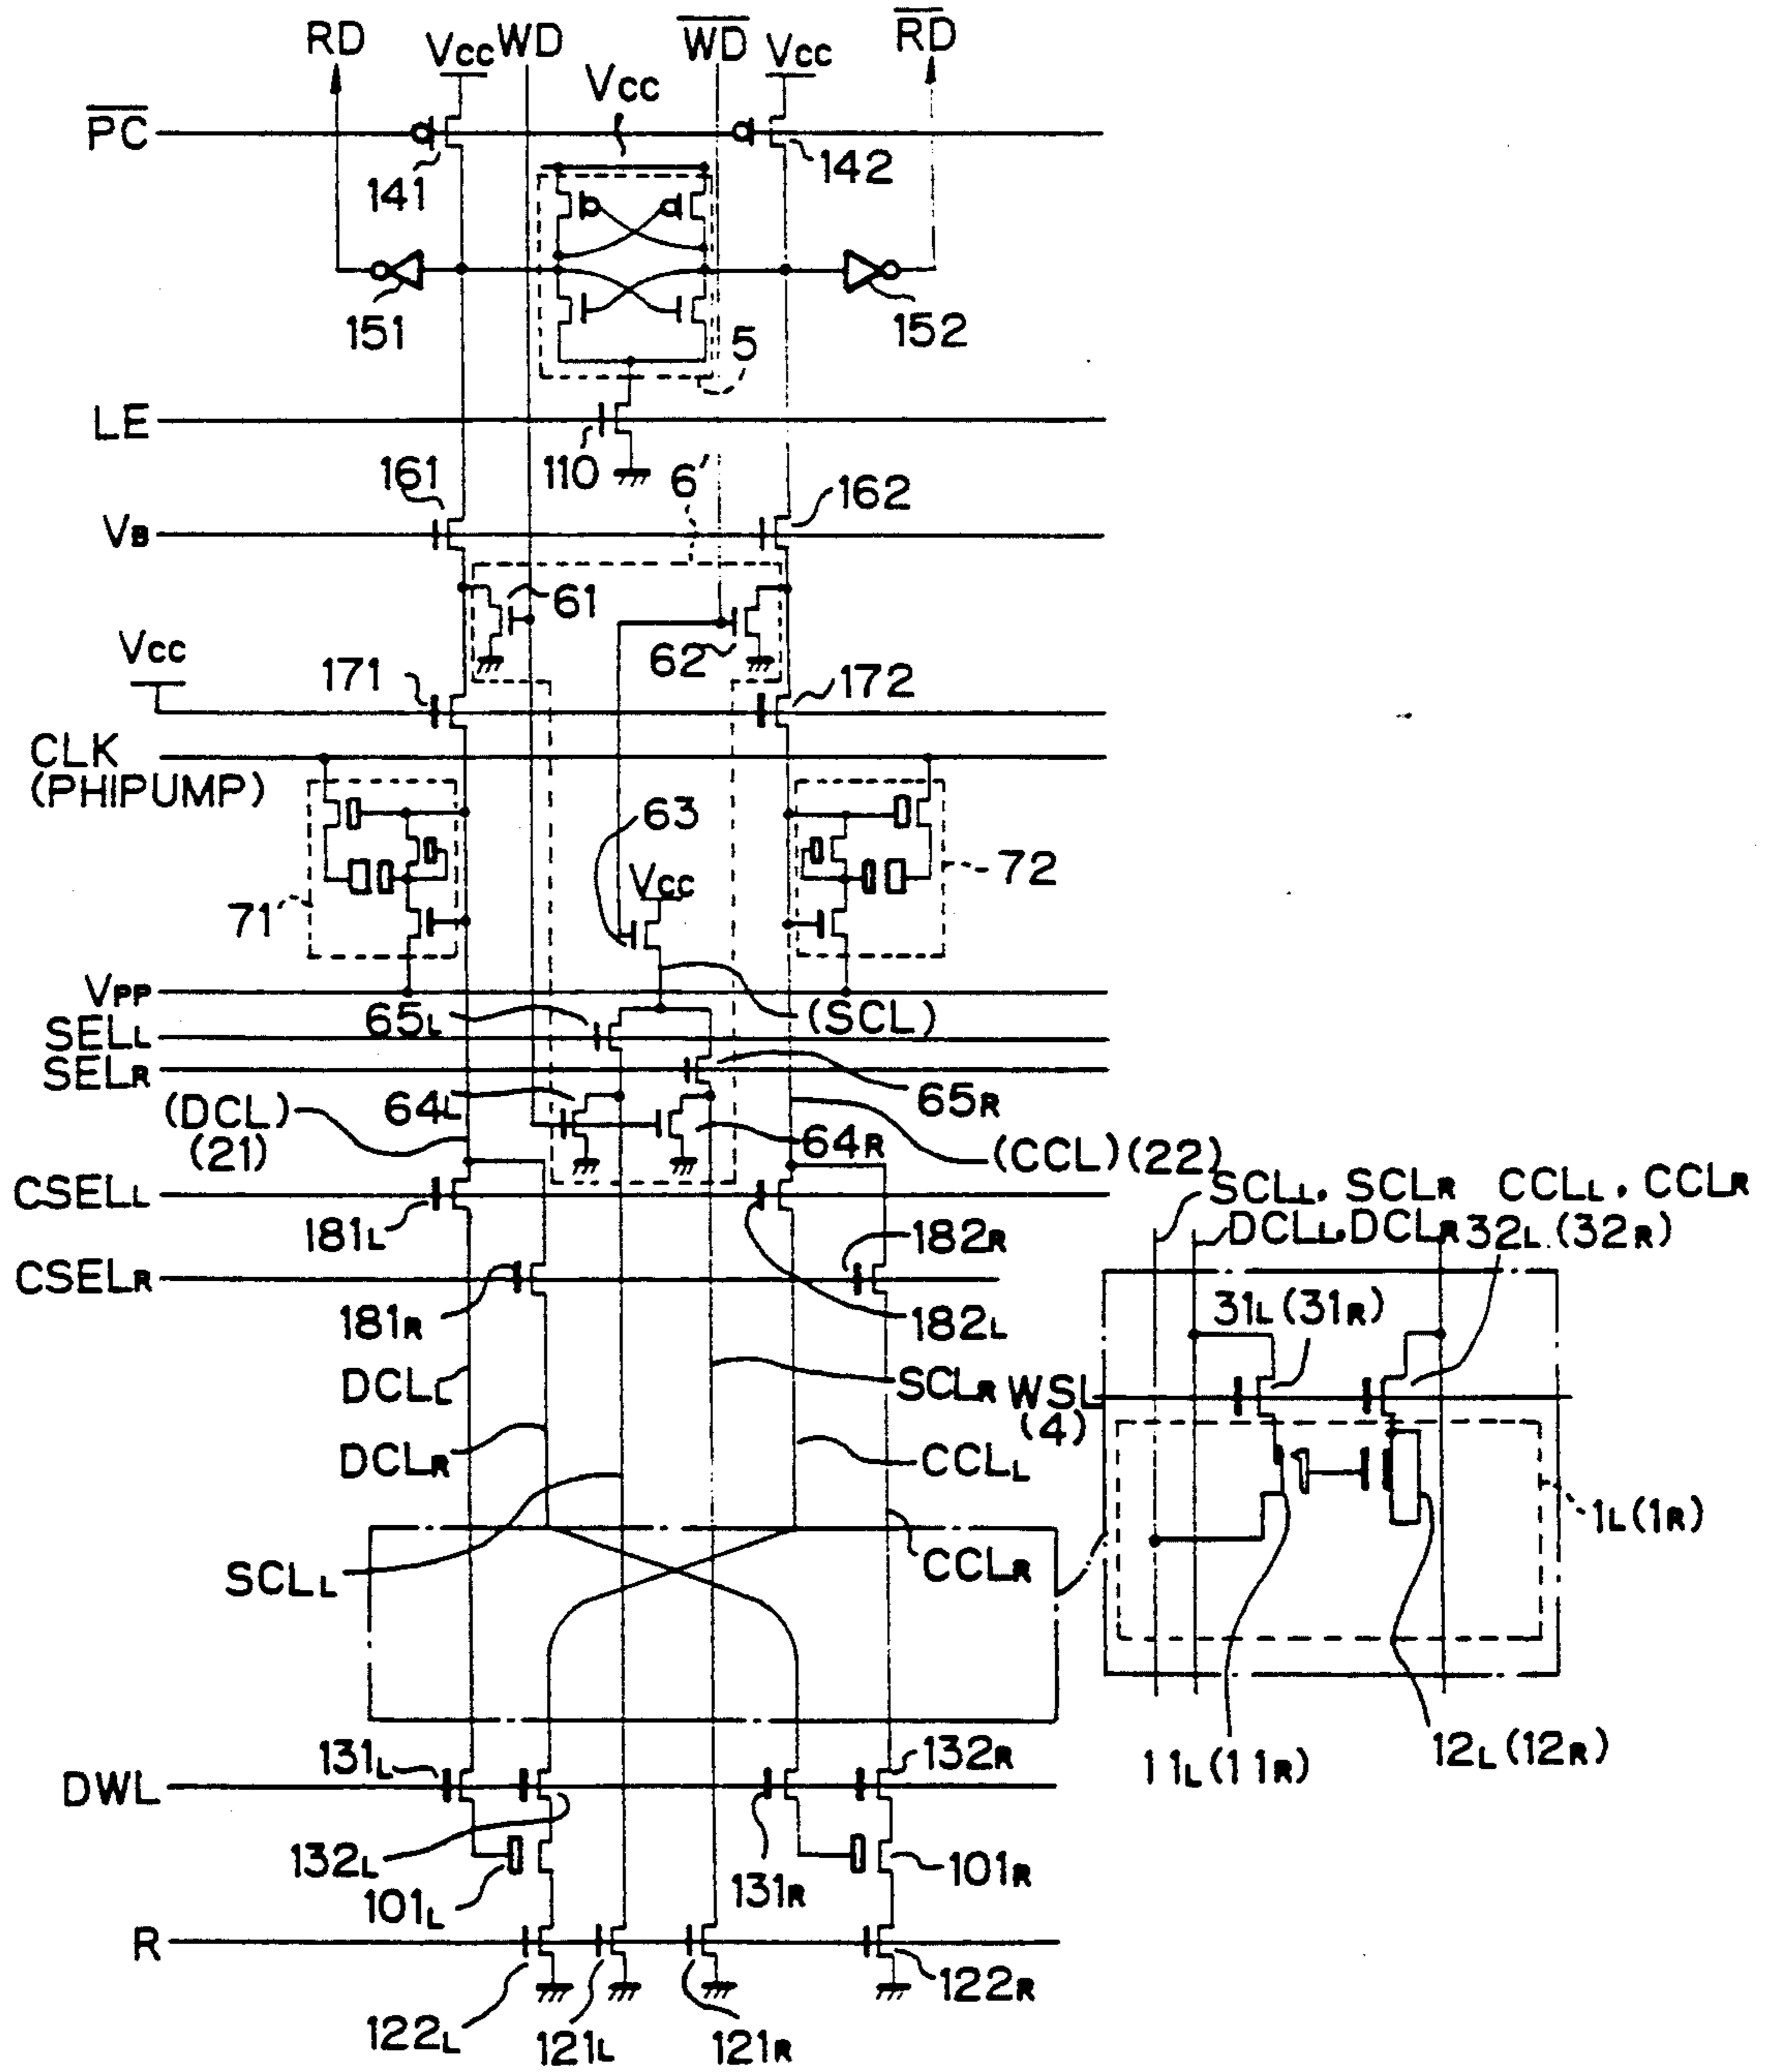 RD
Vcc
WD
WD
Vcc
RD
Vcc
PC
141
142
151
152
5
LE
110
161
6'
162
VB
61
62
Vcc
171
172
CLK
(PHIPUMP)
63
Vcc
71
72
VPP
65L
(SCL)
SELL
SELR
(DCL)
(21)
64L
65R
64R
(CCL)(22)
CSELL
181L
182R
SCLL, SCLR CCLL, CCLR
DCLL,DCLR
32L (32R)
CSELR
181R
182L
31L(31R)
DCLL
SCLR
WSL
(4)
DCLR
CCLL
1L(1R)
SCLL
CCLR
131L
132R
11L(11R)
12L(12R)
DWL
132L
101L
131R
101R
R
122L
121L
121R
122R